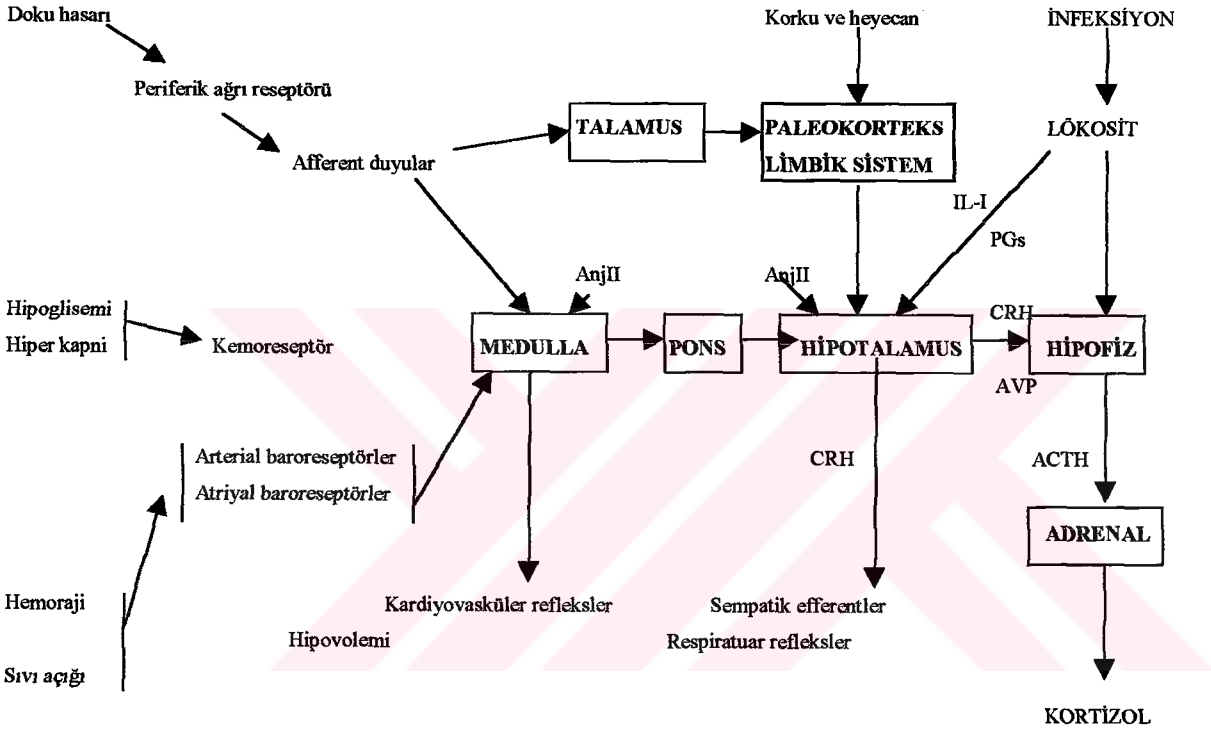 Doku hasarı
Korku ve heyecan
İNFEKSİYON
Periferik ağrı reseptörü
TALAMUS
PALEOKORTEKS
LİMBİK SİSTEM
LÖKOSİT
Afferent duyular
IL-I
PGs
AnjII
AnjII
Hipoglisemi
Hiper kapni
Kemoreseptör
MEDULLA
PONS
HİPOTALAMUS
CRH
HİPOFİZ
AVP
Arterial baroreseptörler
Atriyal baroreseptörler
CRH
ACTH
ADRENAL
Hemoraji
Kardiyovasküler refleksler
Sempatik efferentler
Hipovolemi
Respiratuar refleksler
Sıvı açığı
KORTİZOL